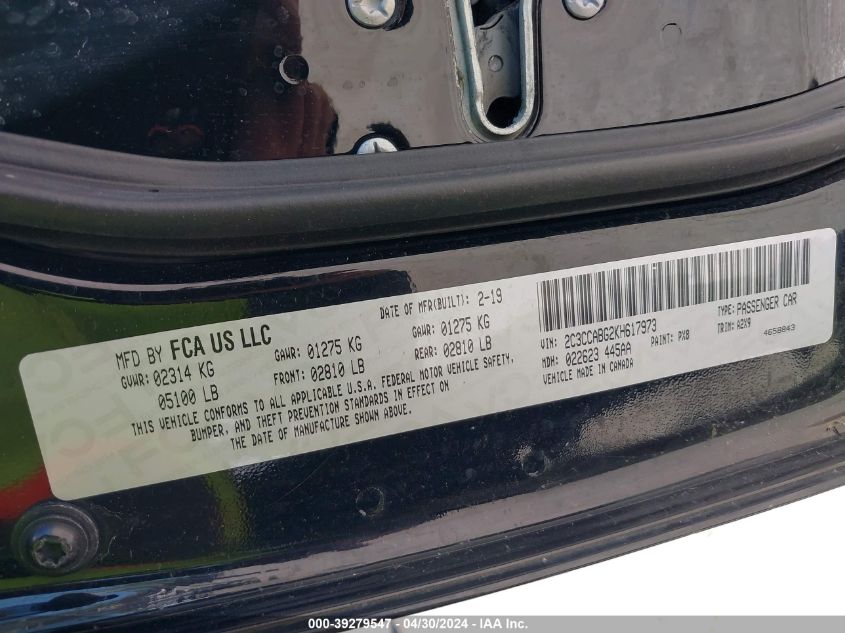 MFD BY FCA US LLC
DATE OF MFR(BUILT): 2-19
GVWR: 02314 KG
05100 LB
GAWR: 01275 KG
FRONT: 02810 LB
GAWR: 01275 KG
REAR: 02810 LB
THIS VEHICLE CONFORMS TO ALL APPLICABLE U.S.A. FEDERAL MOTOR VEHICLE SAFETY,
BUMPER, AND THEFT PREVENTION STANDARDS IN EFFECT ON
THE DATE OF MANUFACTURE SHOWN ABOVE.
VIN: 2C3CCABG2KH617973
TYPE: PASSENGER CAR
MDH: 022623 445AA
PAINT: PX8
TRIM: A2X9
VEHICLE MADE IN CANADA
4658843
000-39279547 - 04/30/2024 - IAA Inc.